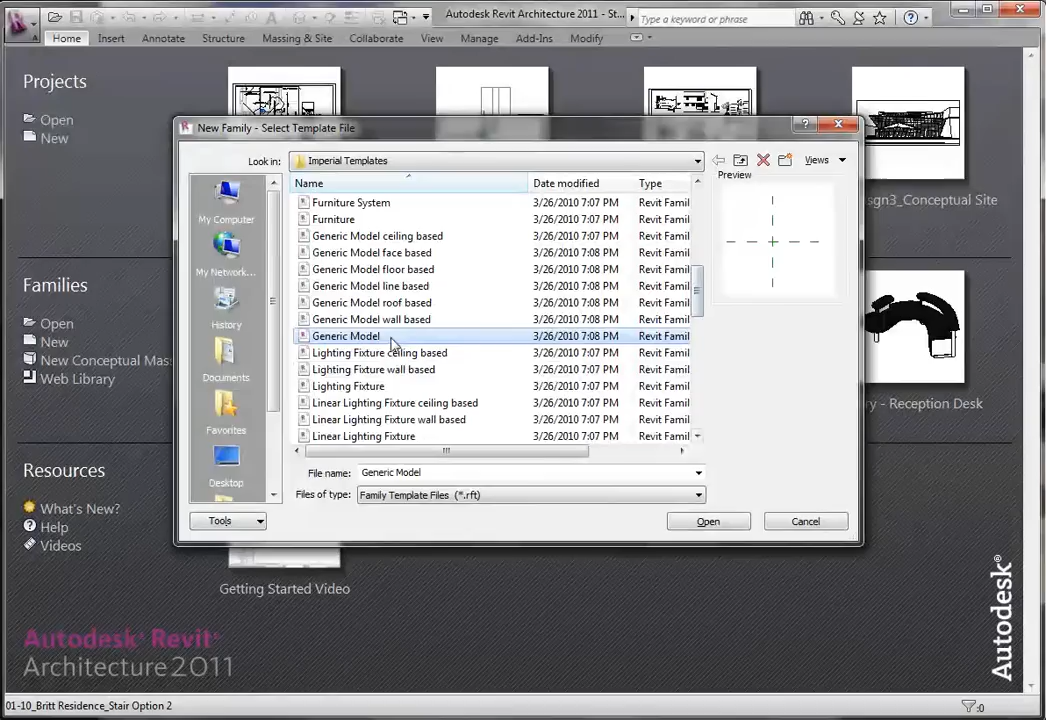 Autodesk Revit Architecture 2011 - St...
Type a keyword or phrase
Home Insert Annotate Structure Massing & Site Collaborate View Manage Add-Ins Modify
Projects
Open
New
Families
Open
New
New Conceptual Mas
Web Library
Resources
What's New?
Help
Videos
New Family - Select Template File
Look in: Imperial Templates
Views
Name Date modified Type
Furniture System 3/26/2010 7:07 PM Revit Famil
Furniture 3/26/2010 7:07 PM Revit Famil
Generic Model ceiling based 3/26/2010 7:07 PM Revit Famil
Generic Model face based 3/26/2010 7:08 PM Revit Famil
Generic Model floor based 3/26/2010 7:08 PM Revit Famil
Generic Model line based 3/26/2010 7:08 PM Revit Famil
Generic Model roof based 3/26/2010 7:08 PM Revit Famil
Generic Model wall based 3/26/2010 7:08 PM Revit Famil
Generic Model 3/26/2010 7:08 PM Revit Famil
Lighting Fixture ceiling based 3/26/2010 7:07 PM Revit Famil
Lighting Fixture wall based 3/26/2010 7:07 PM Revit Famil
Lighting Fixture 3/26/2010 7:07 PM Revit Famil
Linear Lighting Fixture ceiling based 3/26/2010 7:07 PM Revit Famil
Linear Lighting Fixture wall based 3/26/2010 7:07 PM Revit Famil
Linear Lighting Fixture 3/26/2010 7:07 PM Revit Famil
My Computer
My Network...
History
Documents
Favorites
Desktop
Preview
File name: Generic Model
Files of type: Family Template Files (*.rft)
Tools
Open
Cancel
sgn3_Conceptual Site
ry - Reception Desk
Getting Started Video
Autodesk® Revit®
Architecture 2011
Autodesk®
01-10_Britt Residence_Stair Option 2
:0